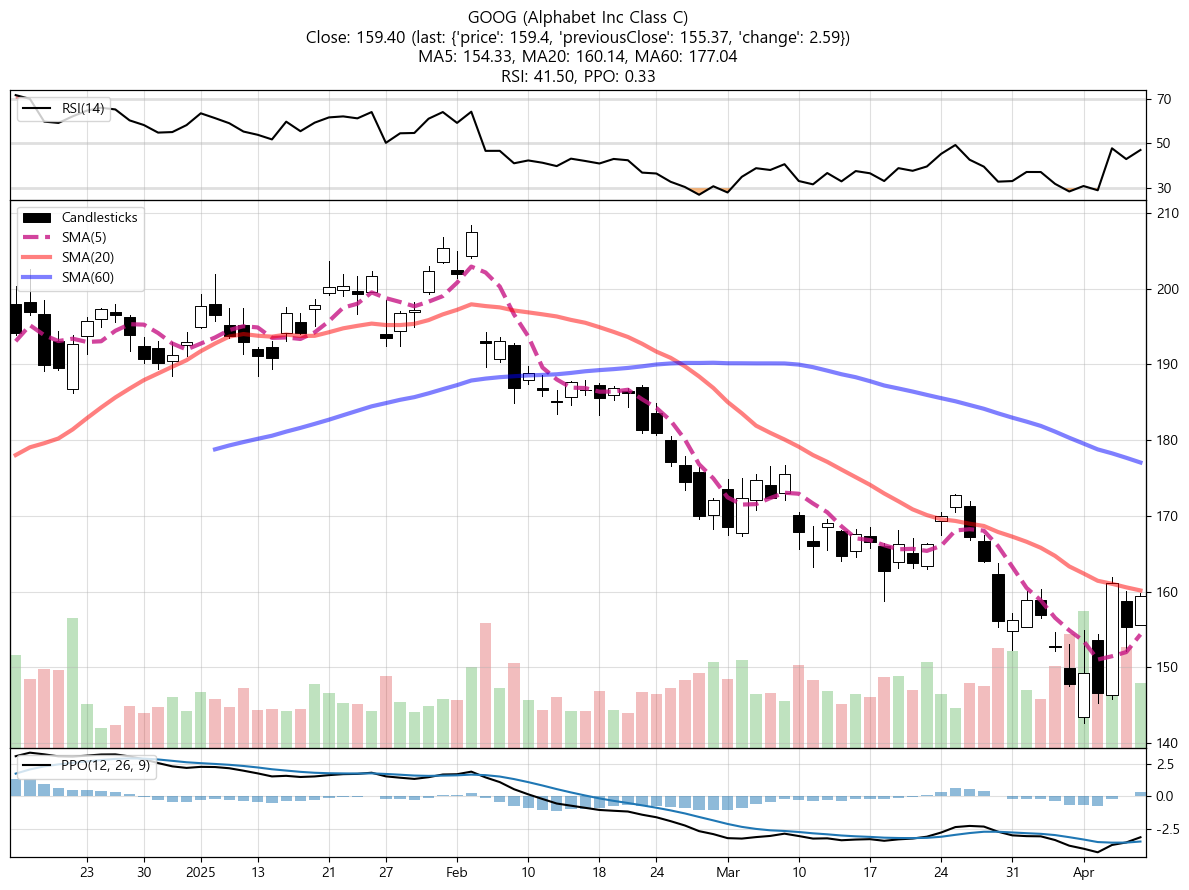 GOOG (Alphabet Inc Class C)
Close: 159.40 (last: {'price': 159.4, 'previousClose': 155.37, 'change': 2.59})
MA5: 154.33, MA20: 160.14, MA60: 177.04
RSI: 41.50, PPO: 0.33
RSI(14)
70
50
30
Candlesticks
SMA(5)
SMA(20)
SMA(60)
210
200
190
180
170
160
150
140
PPO(12, 26, 9)
2.5
0.0
−2.5
23 30 2025 13 21 27 Feb 10 18 24 Mar 10 17 24 31 Apr